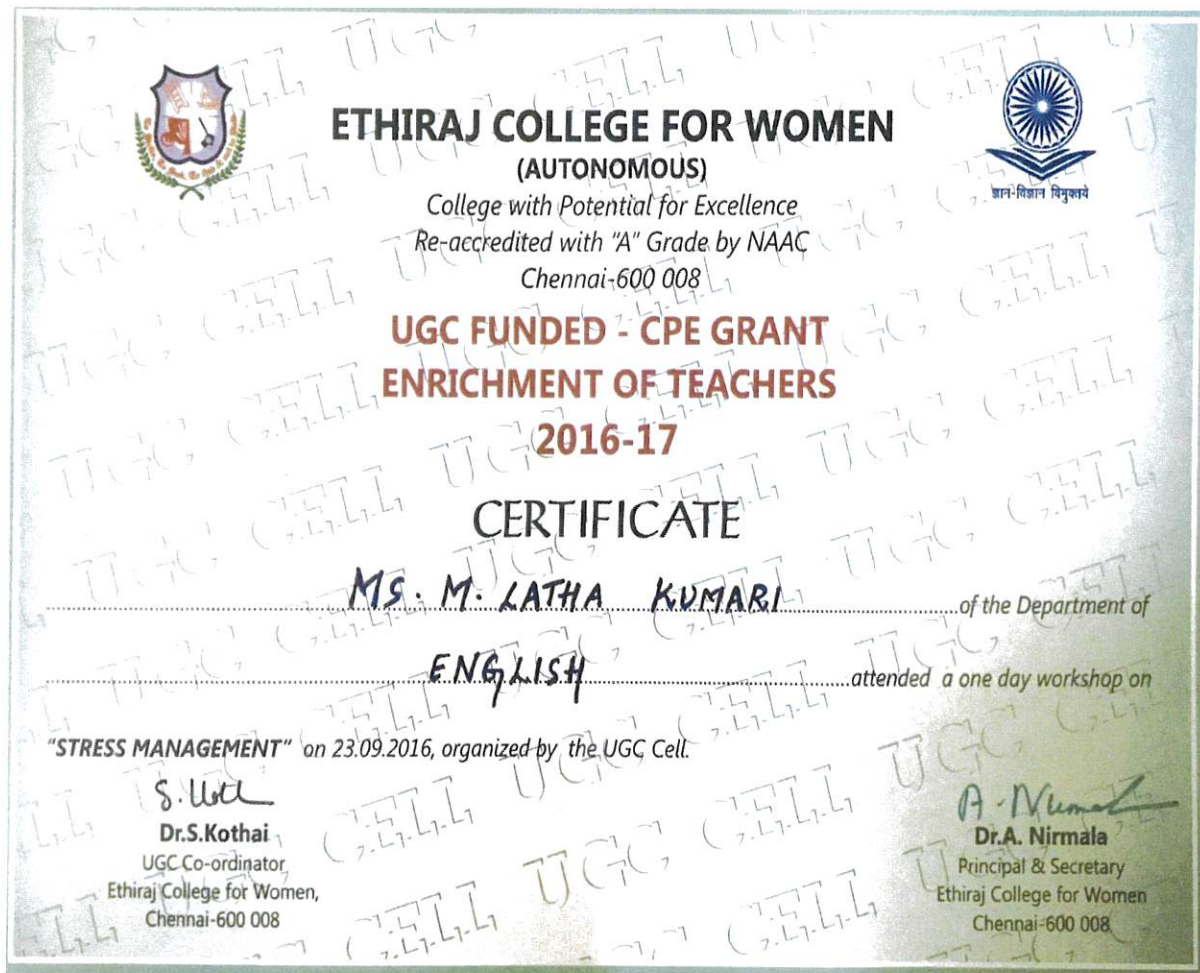 ETHIRAJ COLLEGE FOR WOMEN
(AUTONOMOUS)
College with Potential for Excellence
Re-accredited with "A" Grade by NAAC
Chennai-600 008
ज्ञान-विज्ञान विमुक्तये
UGC FUNDED - CPE GRANT
ENRICHMENT OF TEACHERS
2016-17
CERTIFICATE
MS. M. LATHA KUMARI of the Department of
ENGLISH attended a one day workshop on
"STRESS MANAGEMENT" on 23.09.2016, organized by the UGC Cell.
Dr.S.Kothai
UGC Co-ordinator
Ethiraj College for Women,
Chennai-600 008
A. Nirmala
Dr.A. Nirmala
Principal & Secretary
Ethiraj College for Women
Chennai-600 008
UGC CELL